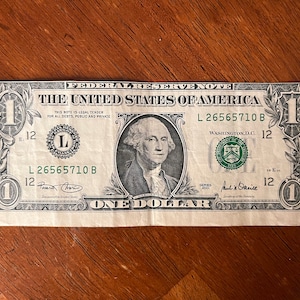 FEDERAL RESERVE NOTE
THE UNITED STATES OF AMERICA
THIS NOTE IS LEGAL TENDER
FOR ALL DEBTS, PUBLIC AND PRIVATE
L 26565710 B
WASHINGTON, D.C.
1
1
12
12
L
L 26565710 B
12
12
SERIES
1
1
ONE DOLLAR